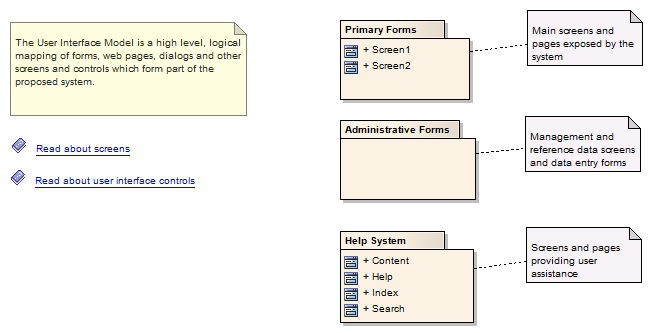 The User Interface Model is a high level, logical
mapping of forms, web pages, dialogs and other
screens and controls which form part of the
proposed system.
Read about screens
Read about user interface controls
Primary Forms
+ Screen1
+ Screen2
Main screens and
pages exposed by the
system
Administrative Forms
Management and
reference data screens
and data entry forms
Help System
+ Content
+ Help
+ Index
+ Search
Screens and pages
providing user
assistance